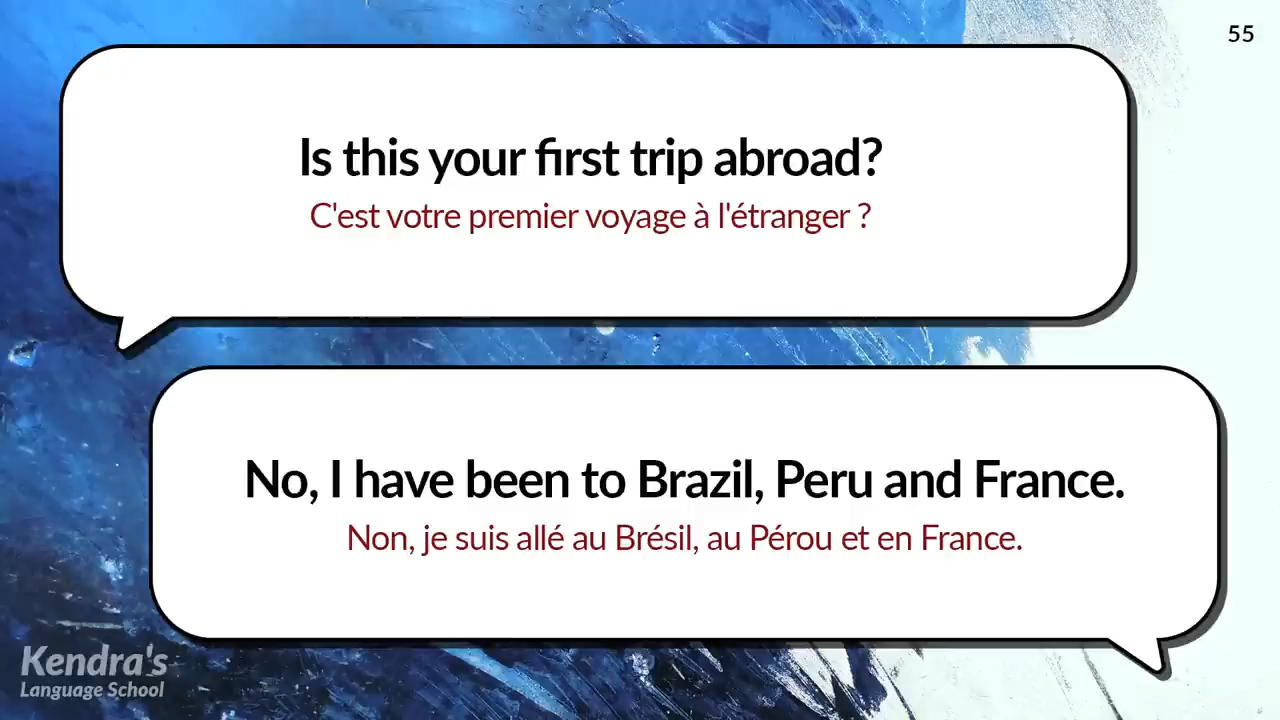 55
Is this your first trip abroad?
C'est votre premier voyage à l'étranger ?
No, I have been to Brazil, Peru and France.
Non, je suis allé au Brésil, au Pérou et en France.
Kendra's
Language School